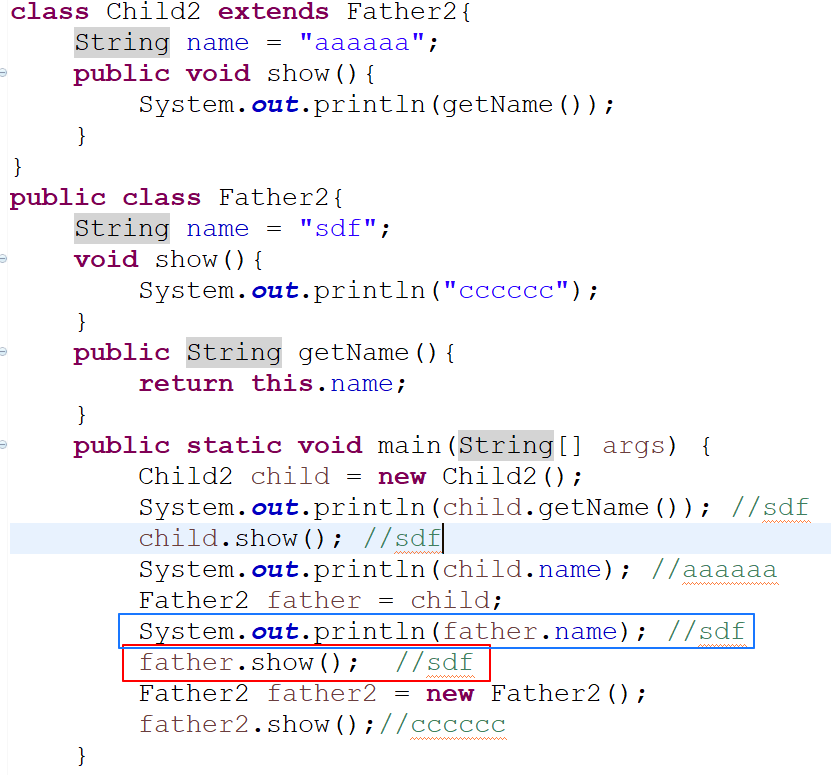 class Child2 extends Father2{
    String name = "aaaaaa";
    public void show(){
        System.out.println(getName());
    }
}
public class Father2{
    String name = "sdf";
    void show(){
        System.out.println("cccccc");
    }
    public String getName(){
        return this.name;
    }
    public static void main(String[] args) {
        Child2 child = new Child2();
        System.out.println(child.getName()); //sdf
        child.show(); //sdf
        System.out.println(child.name); //aaaaaa
        Father2 father = child;
        System.out.println(father.name); //sdf
        father.show();  //sdf
        Father2 father2 = new Father2();
        father2.show();//cccccc
    }